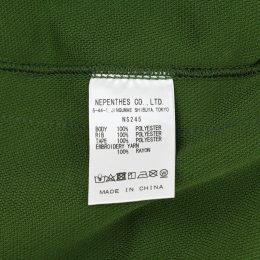 NEPENTHES CO., LTD.
5-44-1, JINGUMAE SHIBUYA, TOKYO
NS245
BODY 100% POLYESTER
RIB 100% POLYESTER
TAPE 100% POLYESTER
EMBROIDERY YARN
100% RAYON
MADE IN CHINA